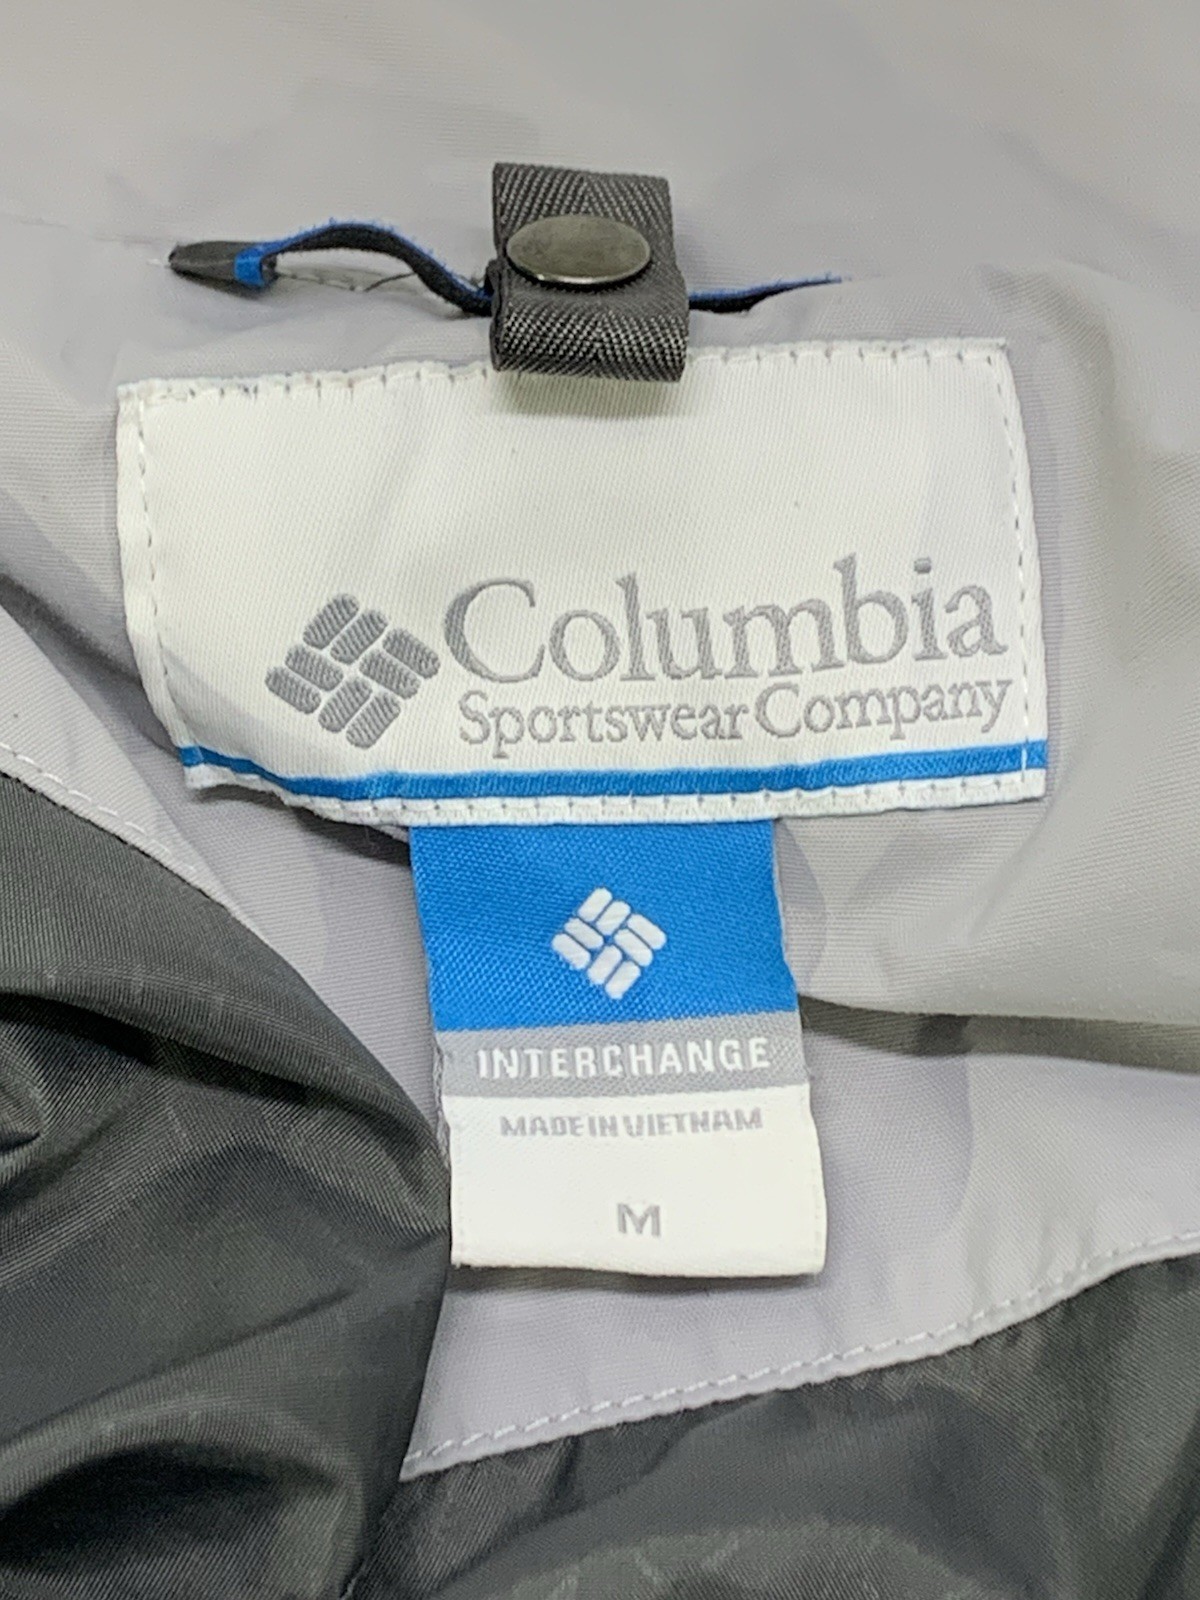 Columbia
Sportswear Company
INTERCHANGE
MADE IN VIETNAM
M